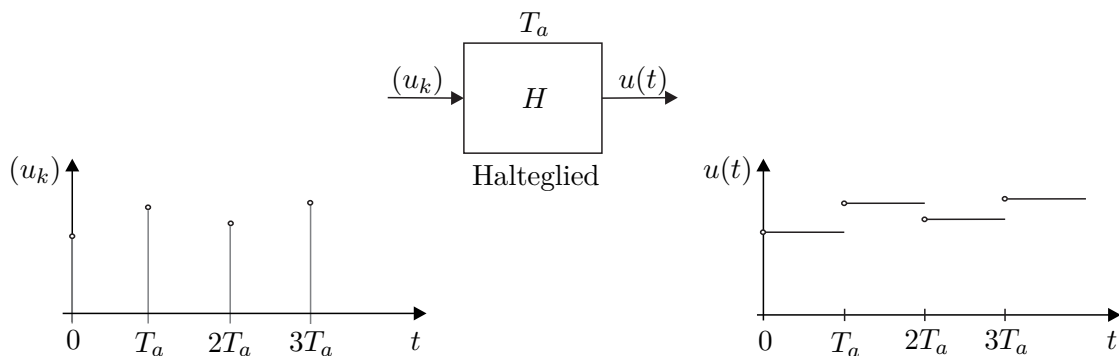 $T_a$
$(u_k)$ $H$ $u(t)$
Halteglied
$(u_k)$
$0$ $T_a$ $2T_a$ $3T_a$ $t$
$u(t)$
$0$ $T_a$ $2T_a$ $3T_a$ $t$